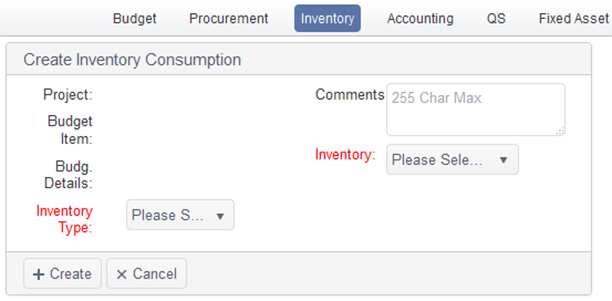 Budget Procurement Inventory Accounting QS Fixed Asset
Create Inventory Consumption
Project:
Budget
Item:
Budg.
Details:
Inventory
Type:
Please S...
Comments
255 Char Max
Inventory:
Please Sele...
+ Create
× Cancel